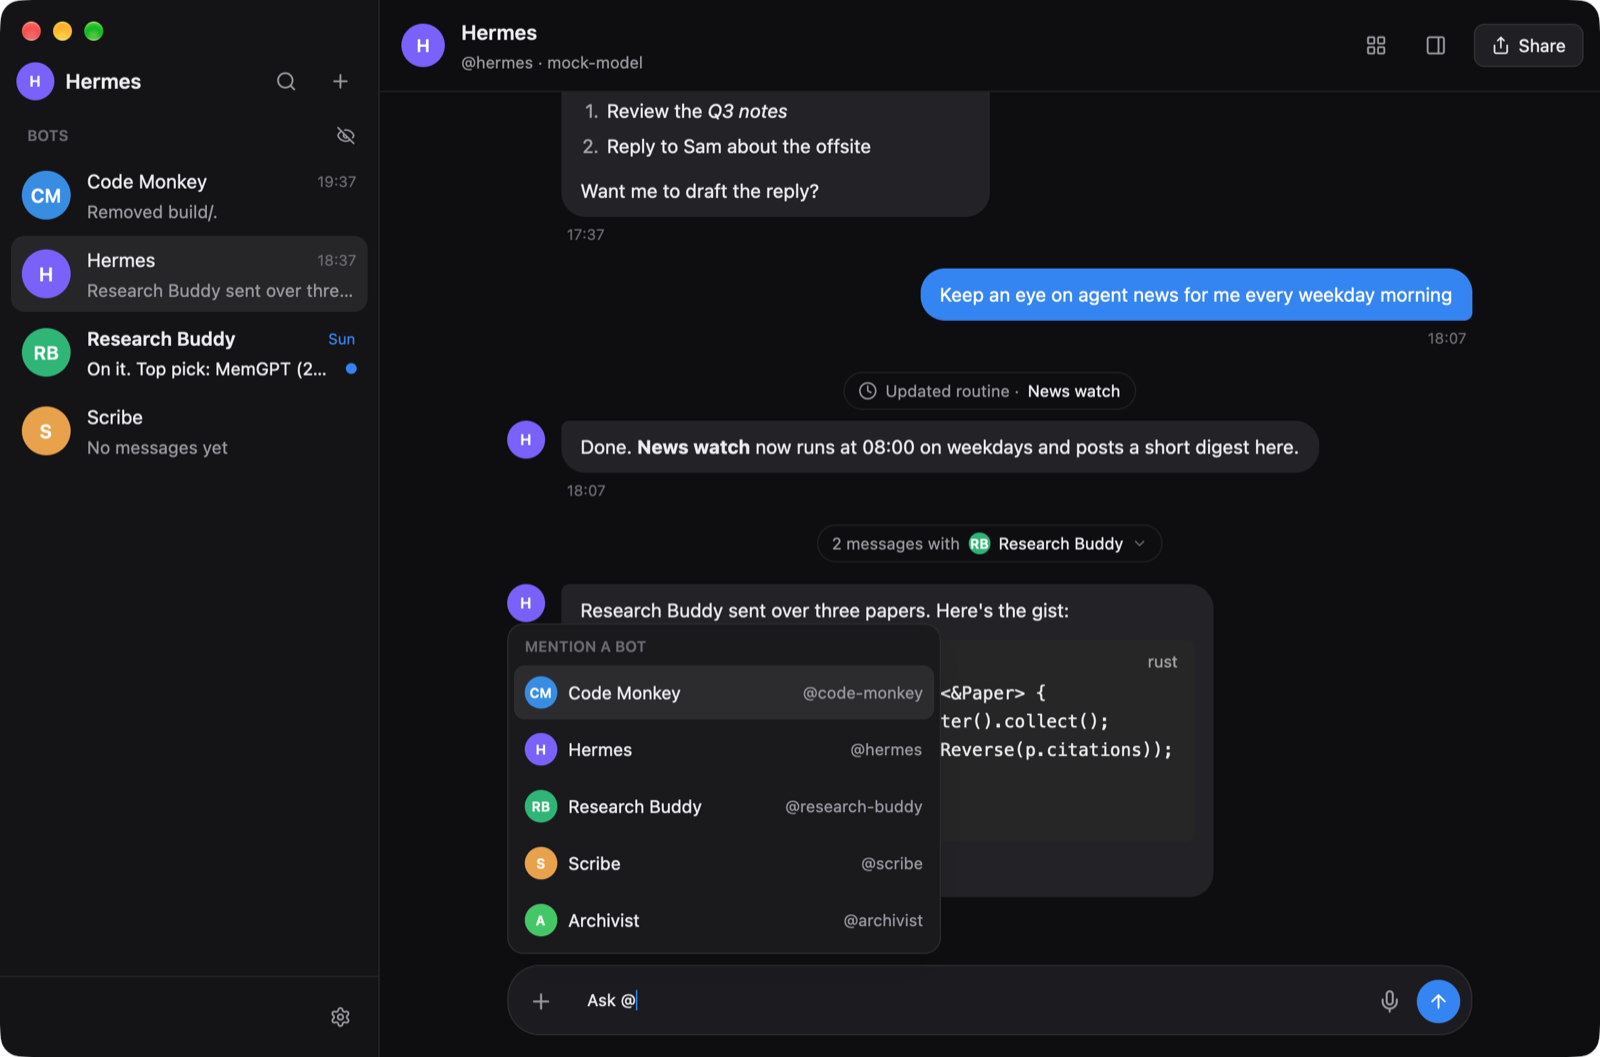 H Hermes
BOTS
CM Code Monkey 19:37
Removed build/.
H Hermes 18:37
Research Buddy sent over thre...
RB Research Buddy Sun
On it. Top pick: MemGPT (2...
S Scribe
No messages yet
H Hermes
@hermes · mock-model
Share
1. Review the Q3 notes
2. Reply to Sam about the offsite
Want me to draft the reply?
17:37
Keep an eye on agent news for me every weekday morning
18:07
Updated routine · News watch
H Done. News watch now runs at 08:00 on weekdays and posts a short digest here.
18:07
2 messages with RB Research Buddy
H Research Buddy sent over three papers. Here's the gist:
rust
<&Paper> {
ter().collect();
Reverse(p.citations));
MENTION A BOT
CM Code Monkey @code-monkey
H Hermes @hermes
RB Research Buddy @research-buddy
S Scribe @scribe
A Archivist @archivist
Ask @